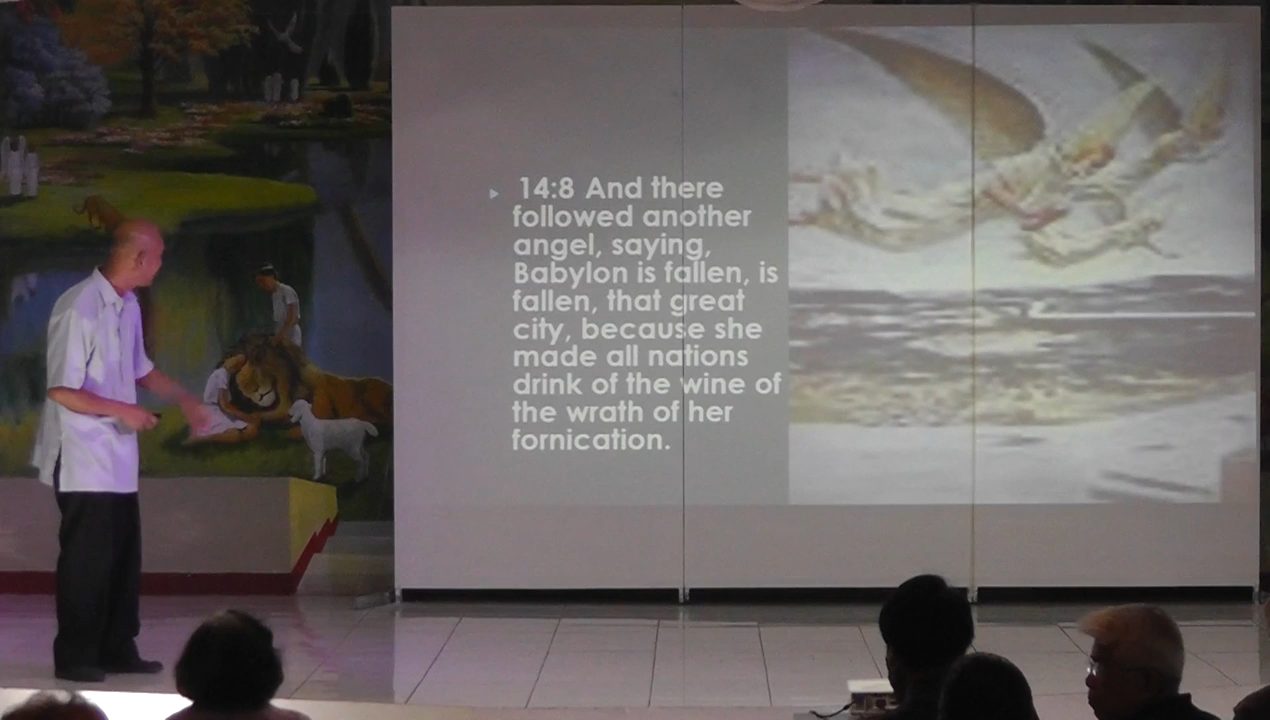 14:8 And there
followed another
angel, saying,
Babylon is fallen, is
fallen, that great
city, because she
made all nations
drink of the wine of
the wrath of her
fornication.